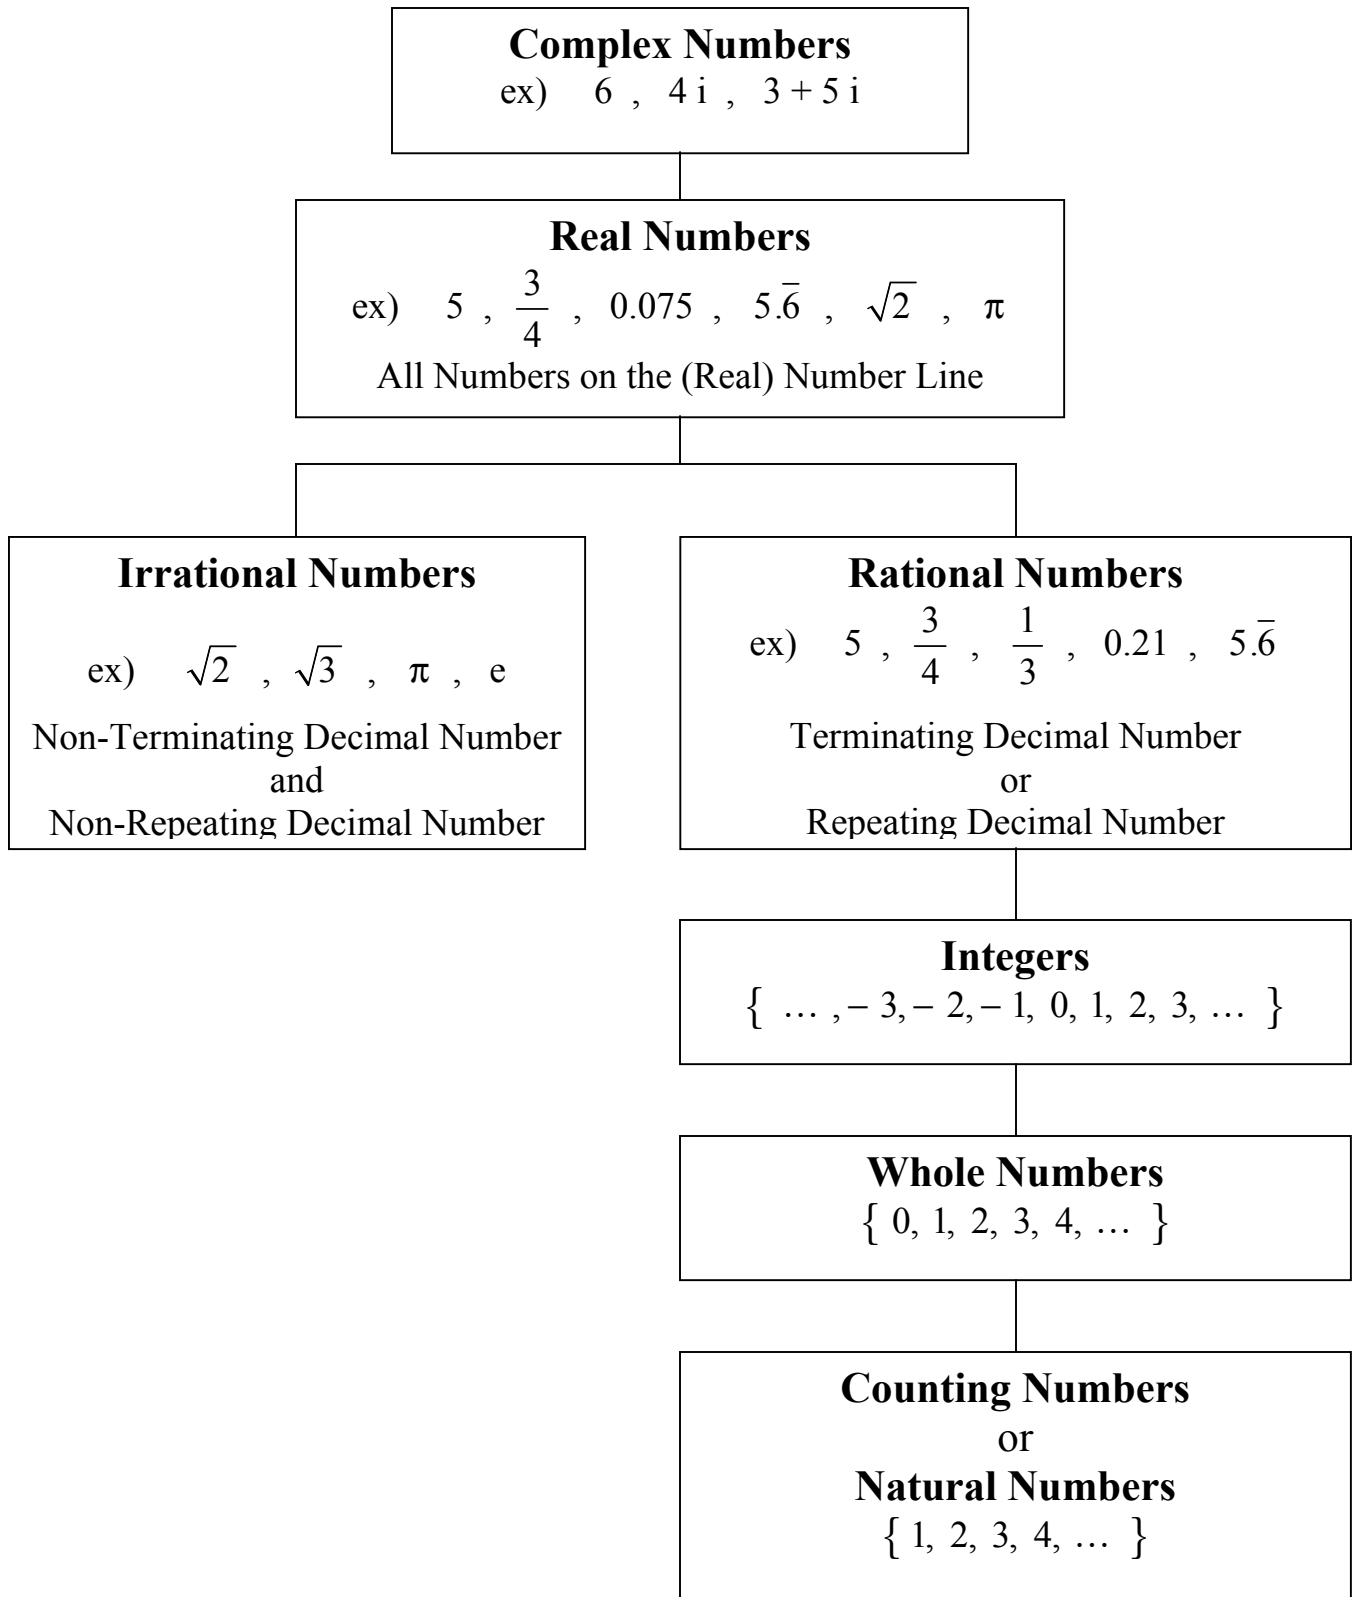 Complex Numbers
ex) 6 , 4 i , 3 + 5 i
Real Numbers
ex) 5 , 3/4 , 0.075 , 5.6̅ , √2 , π
All Numbers on the (Real) Number Line
Irrational Numbers
ex) √2 , √3 , π , e
Non-Terminating Decimal Number
and
Non-Repeating Decimal Number
Rational Numbers
ex) 5 , 3/4 , 1/3 , 0.21 , 5.6̅
Terminating Decimal Number
or
Repeating Decimal Number
Integers
{ … , − 3, − 2, − 1, 0, 1, 2, 3, … }
Whole Numbers
{ 0, 1, 2, 3, 4, … }
Counting Numbers
or
Natural Numbers
{ 1, 2, 3, 4, … }